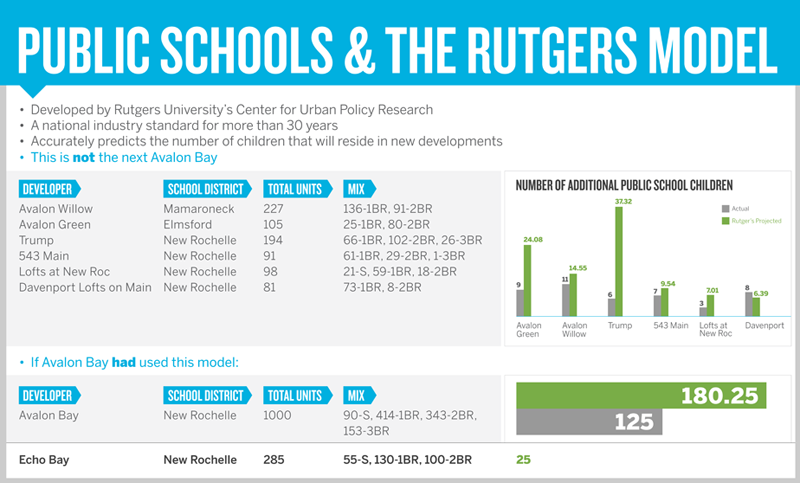 PUBLIC SCHOOLS & THE RUTGERS MODEL
• Developed by Rutgers University's Center for Urban Policy Research
• A national industry standard for more than 30 years
• Accurately predicts the number of children that will reside in new developments
• This is not the next Avalon Bay
DEVELOPER SCHOOL DISTRICT TOTAL UNITS MIX
Avalon Willow Mamaroneck 227 136-1BR, 91-2BR
Avalon Green Elmsford 105 25-1BR, 80-2BR
Trump New Rochelle 194 66-1BR, 102-2BR, 26-3BR
543 Main New Rochelle 91 61-1BR, 29-2BR, 1-3BR
Lofts at New Roc New Rochelle 98 21-S, 59-1BR, 18-2BR
Davenport Lofts on Main New Rochelle 81 73-1BR, 8-2BR
NUMBER OF ADDITIONAL PUBLIC SCHOOL CHILDREN
Actual
Rutger's Projected
9 24.08
11 14.55
6 37.32
7 9.54
3 7.01
8 6.39
Avalon Green
Avalon Willow
Trump
543 Main
Lofts at New Roc
Davenport
• If Avalon Bay had used this model:
DEVELOPER SCHOOL DISTRICT TOTAL UNITS MIX
Avalon Bay New Rochelle 1000 90-S, 414-1BR, 343-2BR,
153-3BR
180.25
125
Echo Bay New Rochelle 285 55-S, 130-1BR, 100-2BR 25